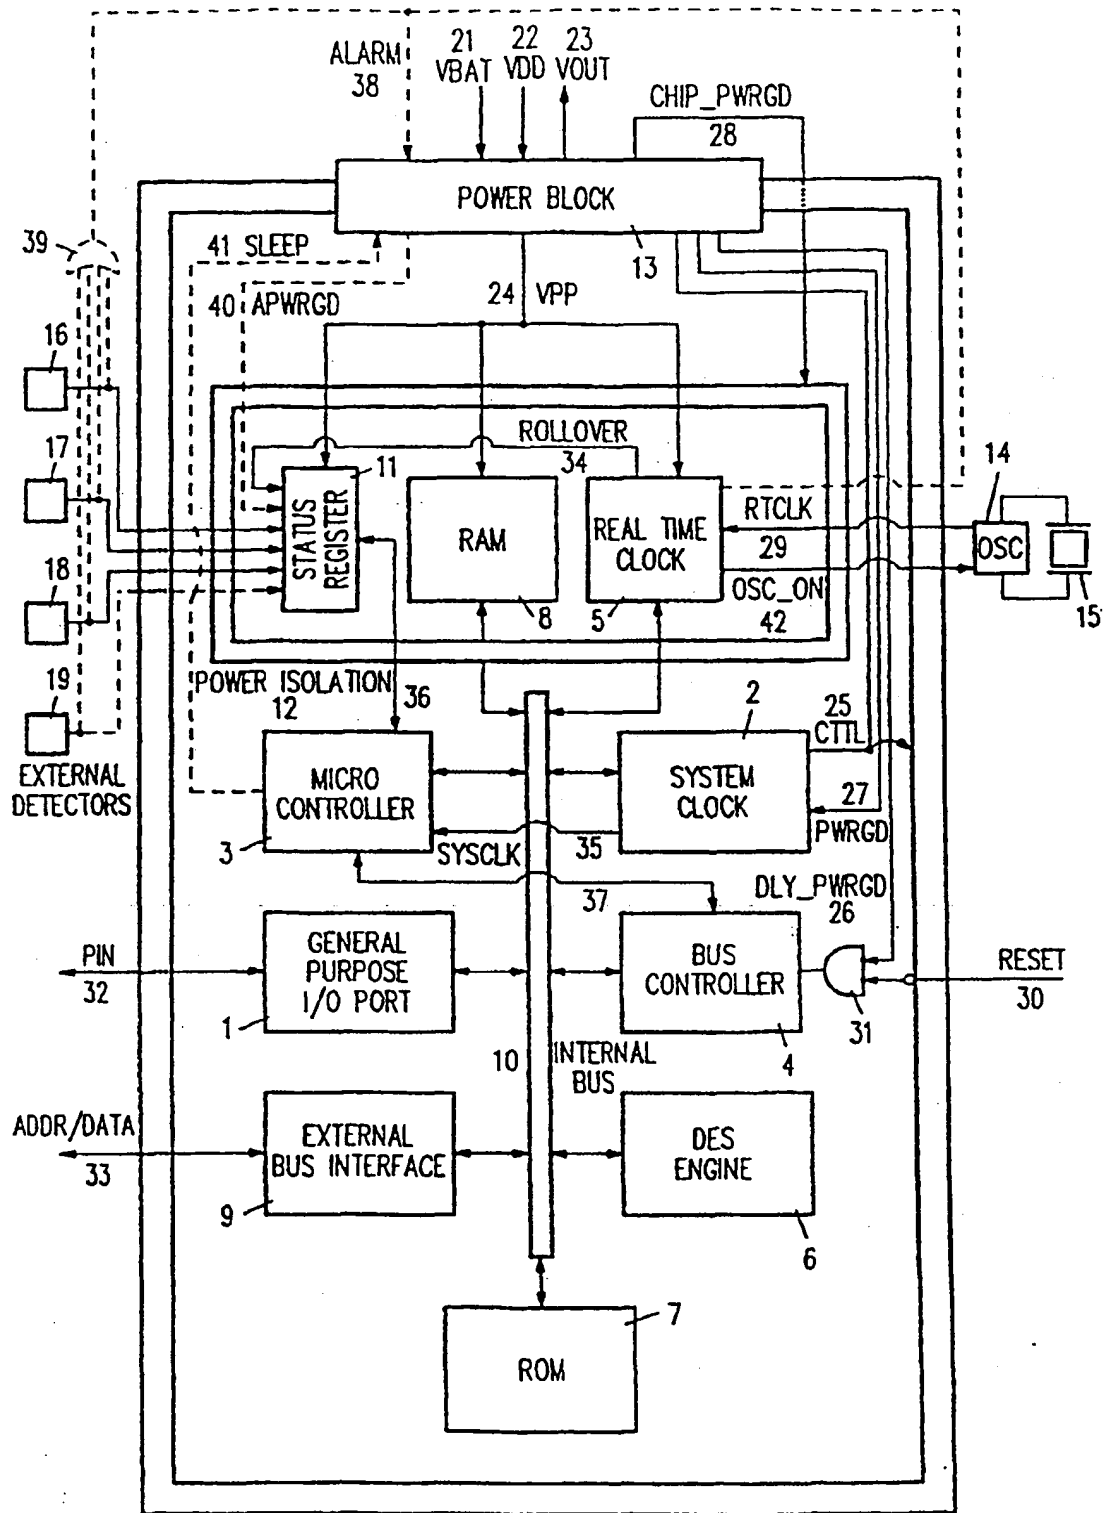 ALARM
38
21
VBAT
22
VDD
23
VOUT
CHIP_PWRGD
28
POWER BLOCK
13
39
41 SLEEP
40 APWRGD
24 VPP
16
17
18
19
EXTERNAL
DETECTORS
ROLLOVER
34
11
STATUS
REGISTER
RAM
8
REAL TIME
CLOCK
5
RTCLK
29
OSC_ON
42
14
OSC
15
POWER ISOLATION
12
36
MICRO
CONTROLLER
3
SYSCLK
35
2
SYSTEM
CLOCK
25
CTTL
27
PWRGD
37
DLY_PWRGD
26
PIN
32
GENERAL
PURPOSE
I/O PORT
1
BUS
CONTROLLER
4
31
RESET
30
10
INTERNAL
BUS
ADDR/DATA
33
EXTERNAL
BUS INTERFACE
9
DES
ENGINE
6
7
ROM